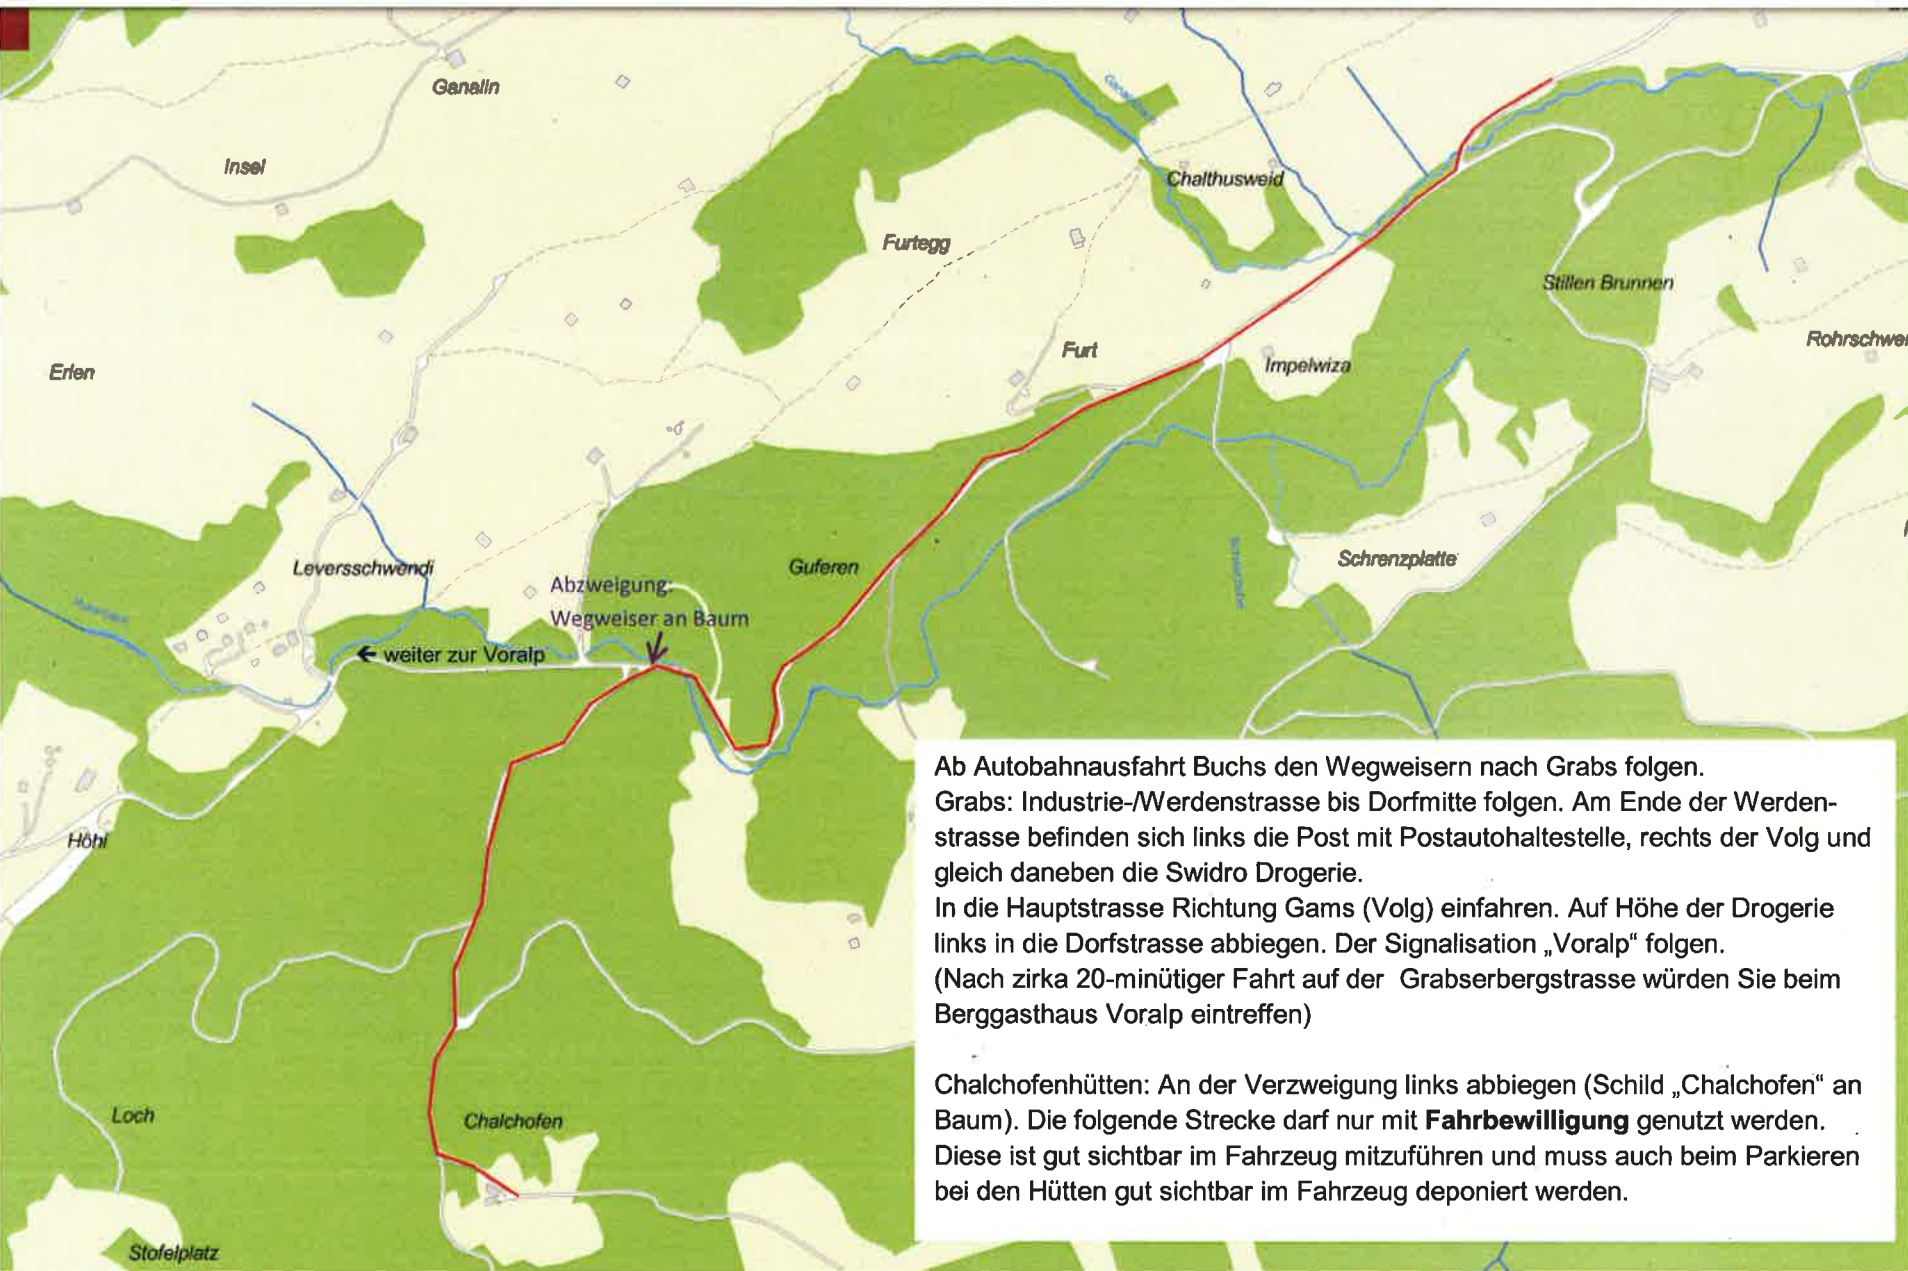 Ganalin
Insel
Chalthusweid
Furtegg
Stillen Brunnen
Furt
Rohrschwe
Impelwiza
Erlen
Leversschwendi
Guferen
Schrenzplatte
Abzweigung:
Wegweiser an Baum
← weiter zur Voralp
Höhl
Loch
Chalchofen
Stofelplatz
Ab Autobahnausfahrt Buchs den Wegweisern nach Grabs folgen.
Grabs: Industrie-/Werdenstrasse bis Dorfmitte folgen. Am Ende der Werden-
strasse befinden sich links die Post mit Postautohaltestelle, rechts der Volg und
gleich daneben die Swidro Drogerie.
In die Hauptstrasse Richtung Gams (Volg) einfahren. Auf Höhe der Drogerie
links in die Dorfstrasse abbiegen. Der Signalisation „Voralp“ folgen.
(Nach zirka 20-minütiger Fahrt auf der Grabserbergstrasse würden Sie beim
Berggasthaus Voralp eintreffen)
Chalchofenhütten: An der Verzweigung links abbiegen (Schild „Chalchofen“ an
Baum). Die folgende Strecke darf nur mit Fahrbewilligung genutzt werden.
Diese ist gut sichtbar im Fahrzeug mitzuführen und muss auch beim Parkieren
bei den Hütten gut sichtbar im Fahrzeug deponiert werden.